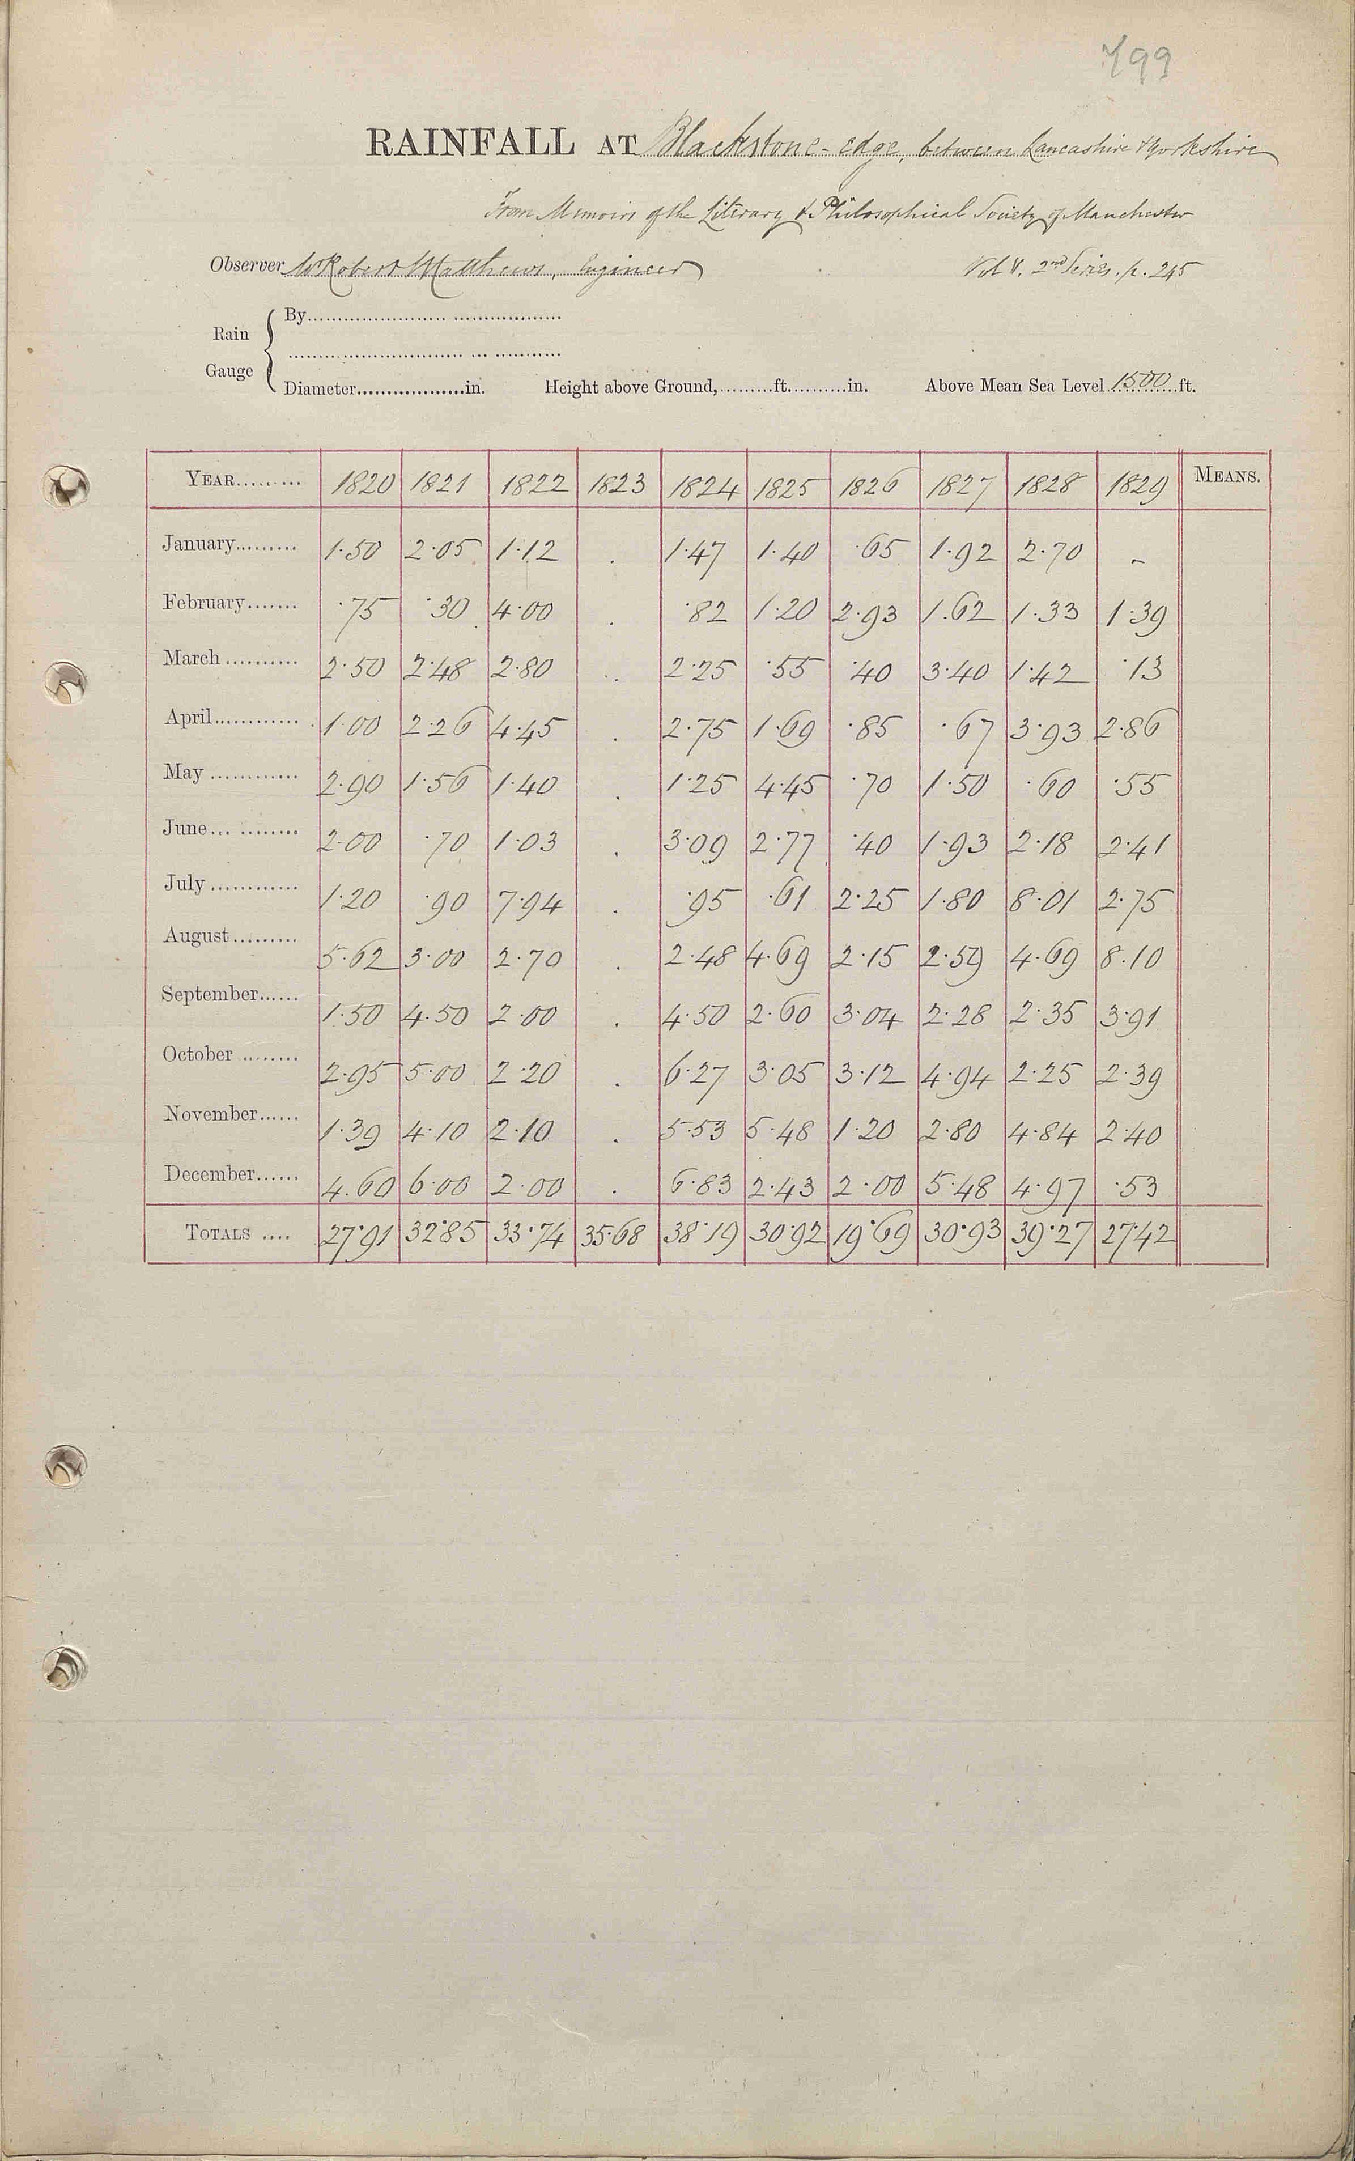 499
RAINFALL AT Blackstone-edge, between Lancashire & Yorkshire
From Memoirs of the Literary & Philosophical Society of Manchester
Observer Mr Robert Matthews, Engineer Vol V. 2nd Series. p. 245
Rain Gauge { By
Diameter in. Height above Ground, ft. in. Above Mean Sea Level 1500 ft.
YEAR 1820 1821 1822 1823 1824 1825 1826 1827 1828 1829 MEANS.
January 1.50 2.05 1.12 . 1.47 1.40 .65 1.92 2.70 -
February .75 .30 4.00 . .82 1.20 2.93 1.62 1.33 1.39
March 2.50 2.48 2.80 . 2.25 .55 .40 3.40 1.42 .13
April 1.00 2.26 4.45 . 2.75 1.69 .85 .67 3.93 2.86
May 2.90 1.56 1.40 . 1.25 4.45 .70 1.50 .60 .55
June 2.00 .70 1.03 . 3.09 2.77 .40 1.93 2.18 2.41
July 1.20 .90 7.94 . .95 .61 2.25 1.80 8.01 2.75
August 5.62 3.00 2.70 . 2.48 4.69 2.15 2.59 4.69 8.10
September 1.50 4.50 2.00 . 4.50 2.60 3.04 2.28 2.35 3.91
October 2.95 5.00 2.20 . 6.27 3.05 3.12 4.94 2.25 2.39
November 1.39 4.10 2.10 . 5.53 5.48 1.20 2.80 4.84 2.40
December 4.60 6.00 2.00 . 6.83 2.43 2.00 5.48 4.97 .53
TOTALS 27.91 32.85 33.74 35.68 38.19 30.92 19.69 30.93 39.27 27.42